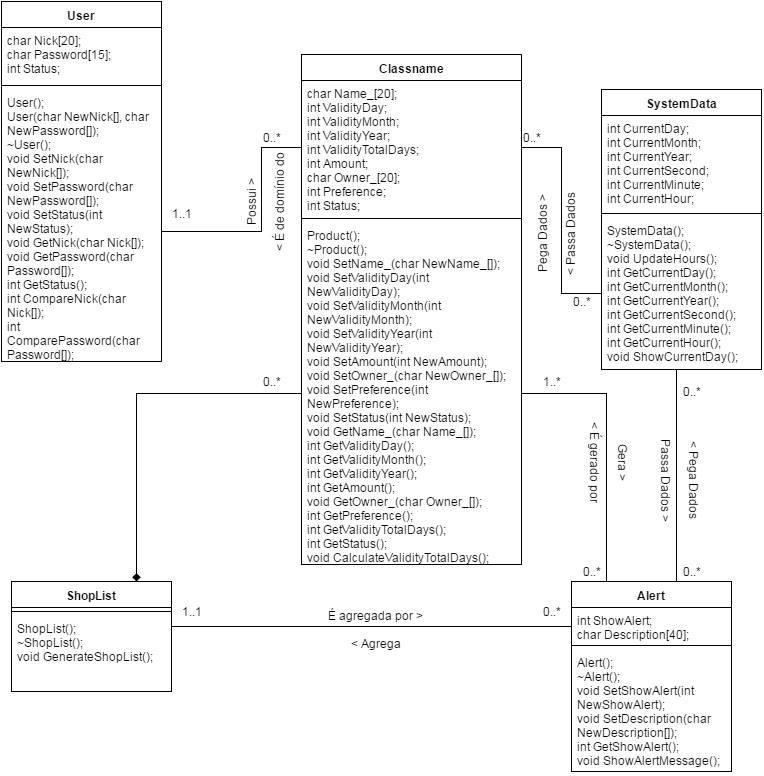 User
char Nick[20];
char Password[15];
int Status;
User();
User(char NewNick[], char
NewPassword[]);
~User();
void SetNick(char
NewNick[]);
void SetPassword(char
NewPassword[]);
void SetStatus(int
NewStatus);
void GetNick(char Nick[]);
void GetPassword(char
Password[]);
int GetStatus();
int CompareNick(char
Nick[]);
int
ComparePassword(char
Password[]);
1..1
Possui >
< É de domínio do
0..*
Classname
char Name_[20];
int ValidityDay;
int ValidityMonth;
int ValidityYear;
int ValidityTotalDays;
int Amount;
char Owner_[20];
int Preference;
int Status;
Product();
~Product();
void SetName_(char NewName_[]);
void SetValidityDay(int
NewValidityDay);
void SetValidityMonth(int
NewValidityMonth);
void SetValidityYear(int
NewValidityYear);
void SetAmount(int NewAmount);
void SetOwner_(char NewOwner_[]);
void SetPreference(int
NewPreference);
void SetStatus(int NewStatus);
void GetName_(char Name_[]);
int GetValidityDay();
int GetValidityMonth();
int GetValidityYear();
int GetAmount();
void GetOwner_(char Owner_[]);
int GetPreference();
int GetValidityTotalDays();
int GetStatus();
void CalculateValidityTotalDays();
0..*
Pega Dados >
< Passa Dados
0..*
SystemData
int CurrentDay;
int CurrentMonth;
int CurrentYear;
int CurrentSecond;
int CurrentMinute;
int CurrentHour;
SystemData();
~SystemData();
void UpdateHours();
int GetCurrentDay();
int GetCurrentMonth();
int GetCurrentYear();
int GetCurrentSecond();
int GetCurrentMinute();
int GetCurrentHour();
void ShowCurrentDay();
0..*
0..*
1..*
< É gerado por
Gera >
Passa Dados >
< Pega Dados
0..*
0..*
ShopList
ShopList();
~ShopList();
void GenerateShopList();
1..1
É agregada por >
< Agrega
0..*
Alert
int ShowAlert;
char Description[40];
Alert();
~Alert();
void SetShowAlert(int
NewShowAlert);
void SetDescription(char
NewDescription[]);
int GetShowAlert();
void ShowAlertMessage();